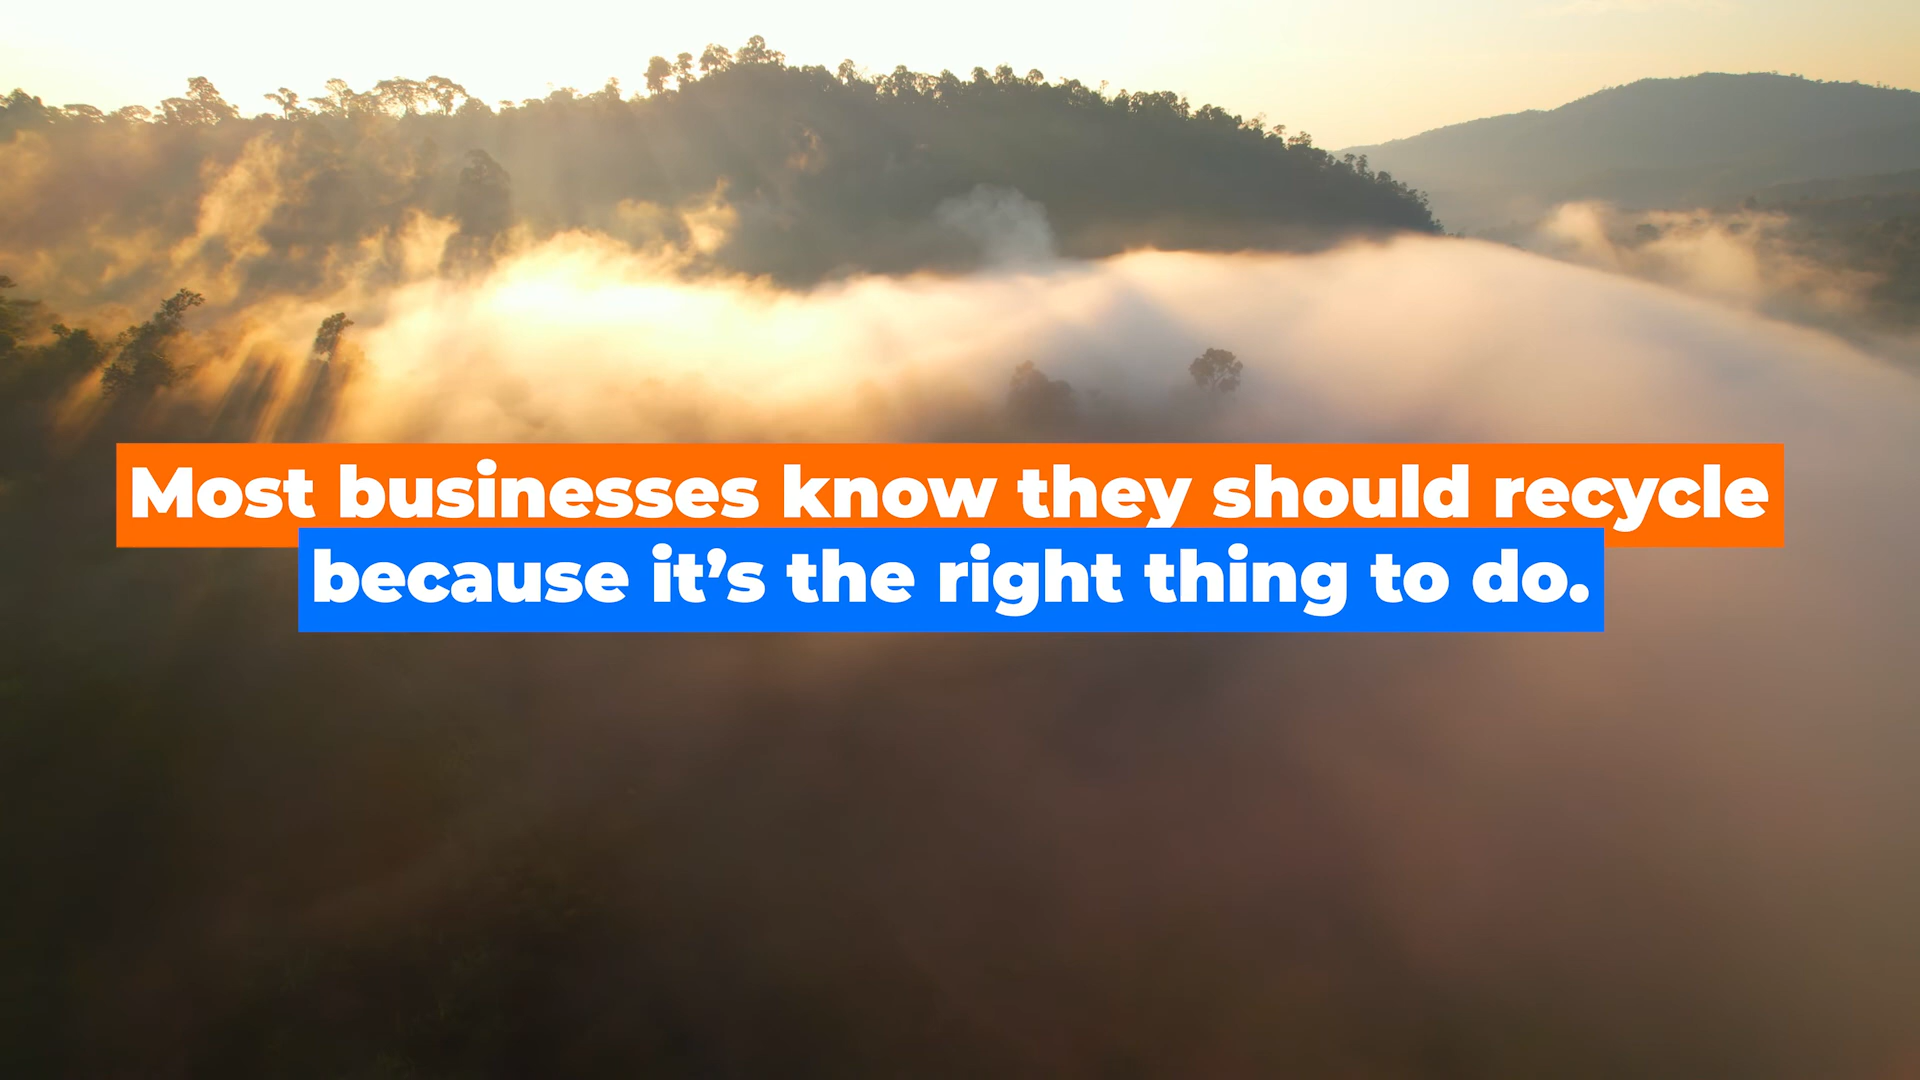 Most businesses know they should recycle
because it’s the right thing to do.